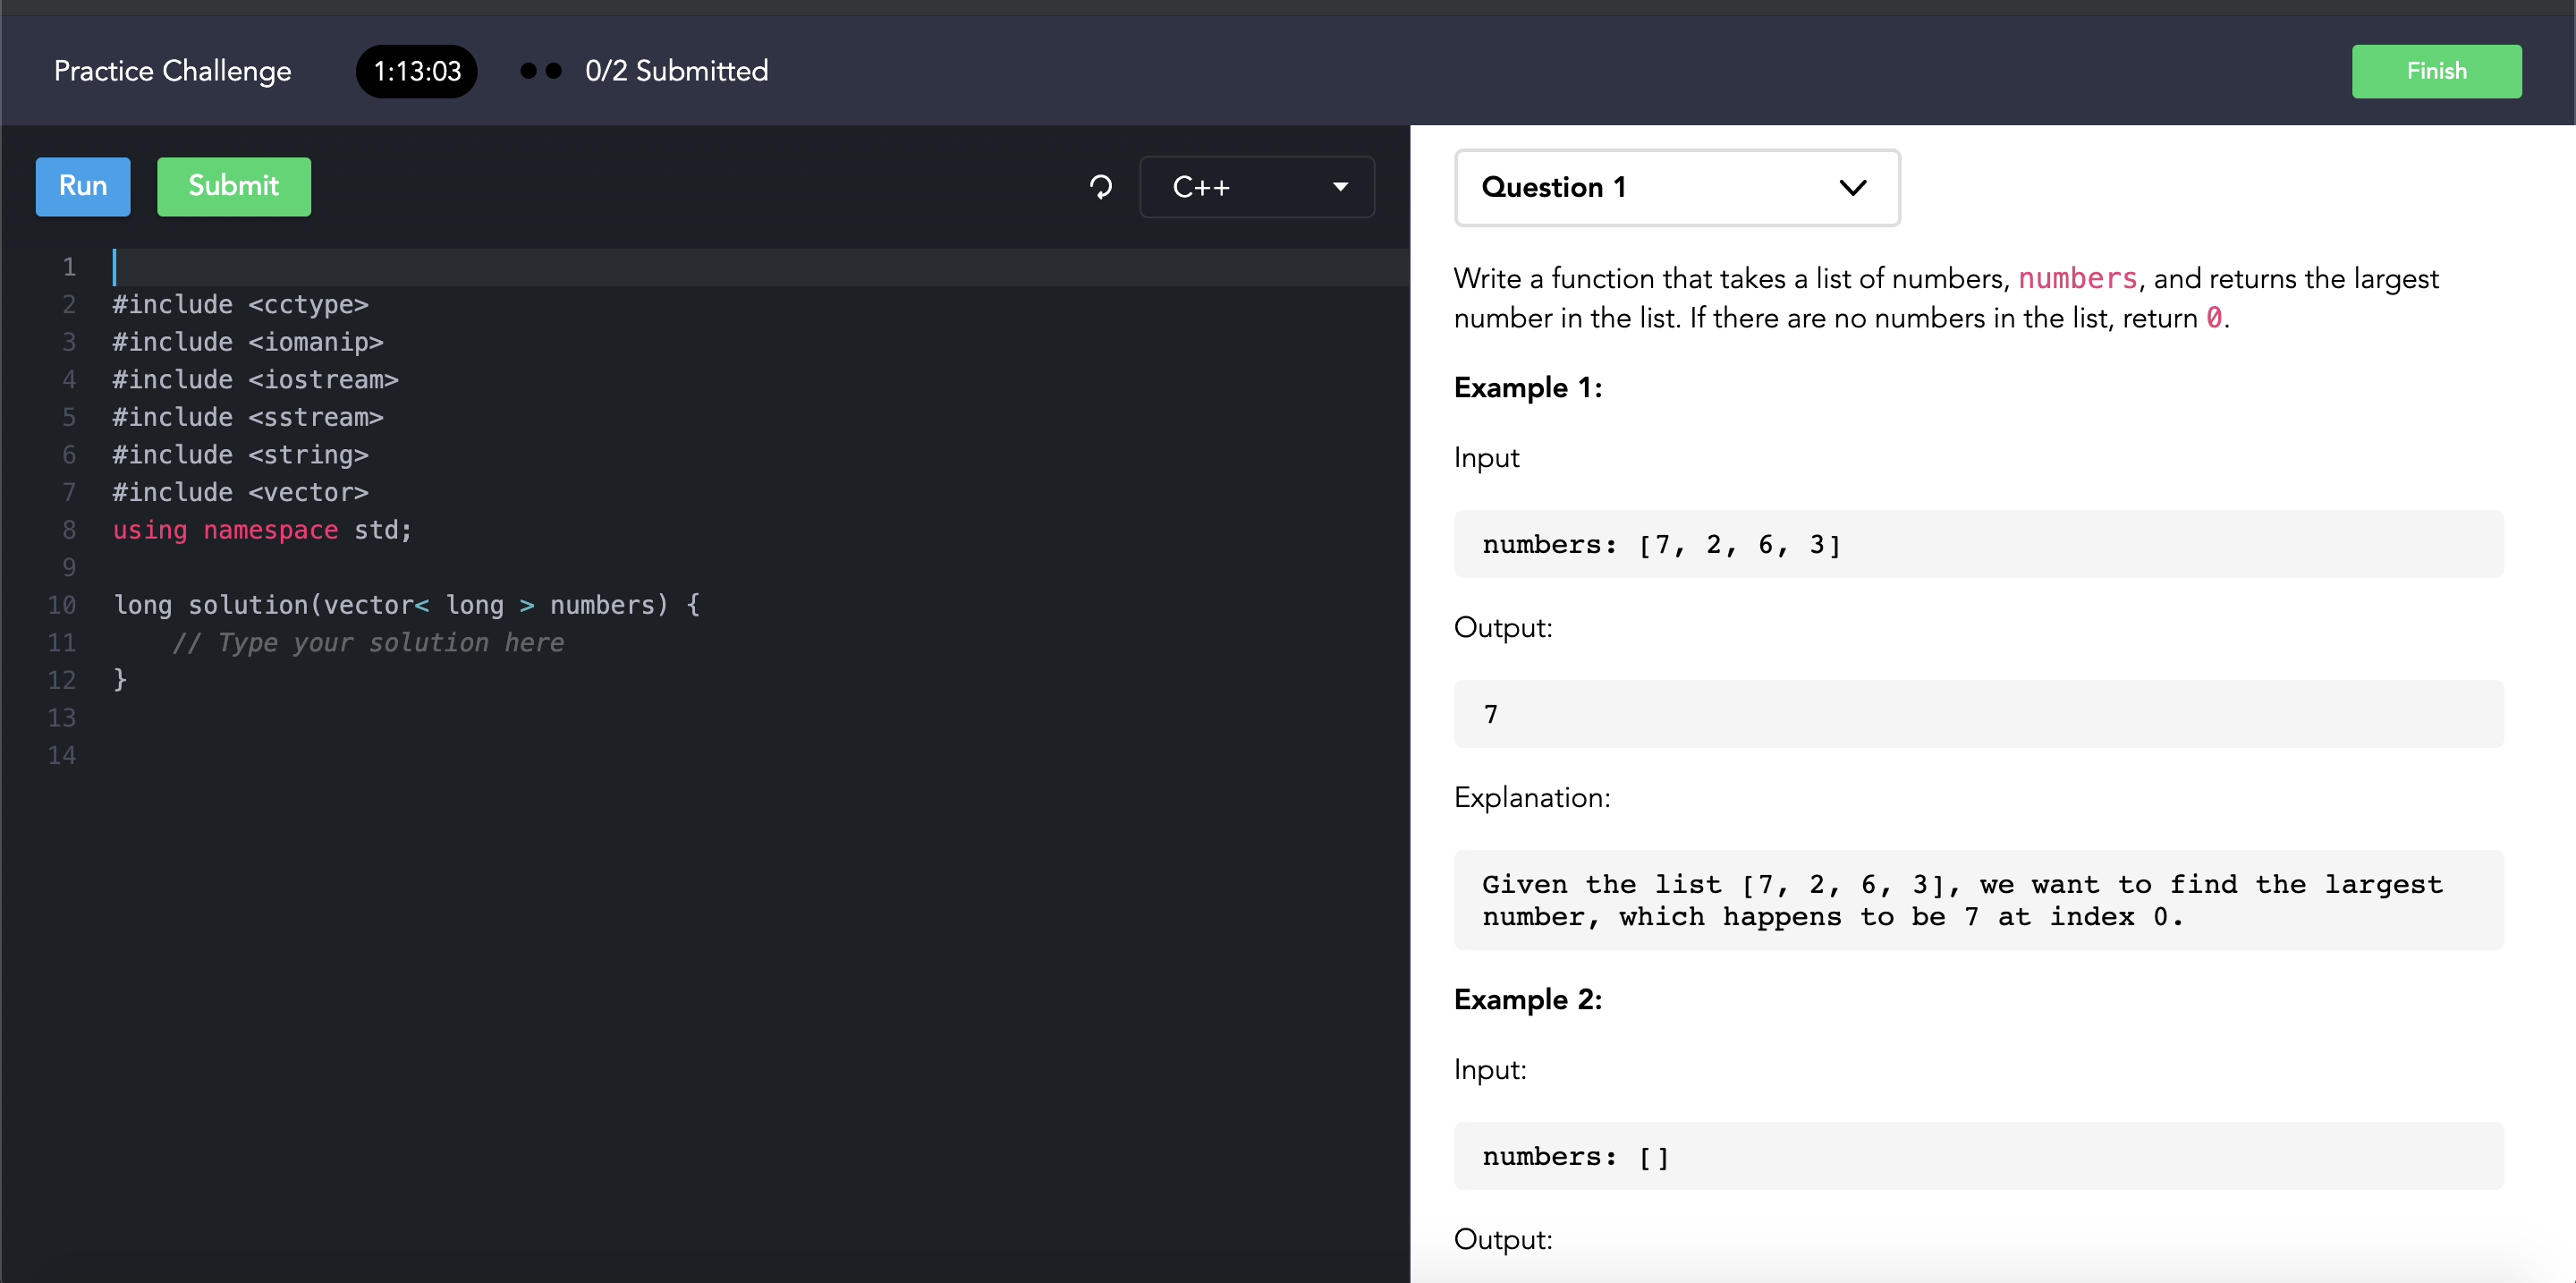 Practice Challenge 1:13:03 0/2 Submitted Finish
Run Submit C++
1
2 #include <cctype>
3 #include <iomanip>
4 #include <iostream>
5 #include <sstream>
6 #include <string>
7 #include <vector>
8 using namespace std;
9
10 long solution(vector< long > numbers) {
11 // Type your solution here
12 }
13
14
Question 1
Write a function that takes a list of numbers, numbers, and returns the largest
number in the list. If there are no numbers in the list, return 0.
Example 1:
Input
numbers: [7, 2, 6, 3]
Output:
7
Explanation:
Given the list [7, 2, 6, 3], we want to find the largest
number, which happens to be 7 at index 0.
Example 2:
Input:
numbers: []
Output: